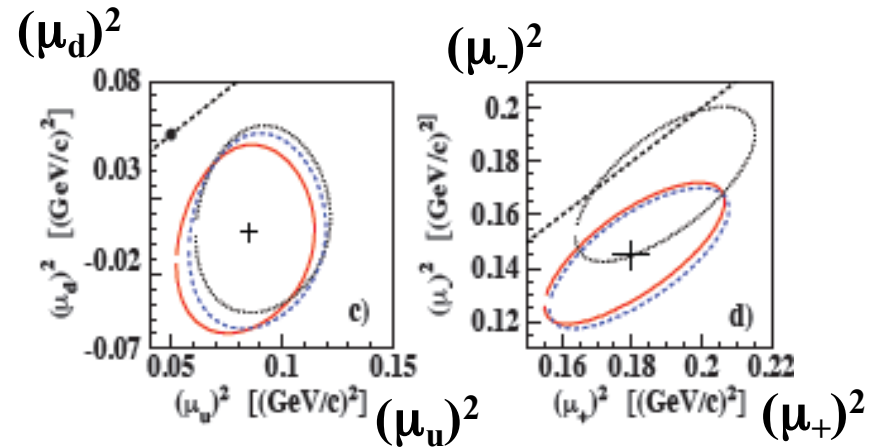 (μd)²
(μ-)²
(μd)² [(GeV/c)²]
0.08
0.03
-0.02
-0.07
c)
0.05
0.1
0.15
(μu)² [(GeV/c)²]
(μu)²
(μ-)² [(GeV/c)²]
0.2
0.18
0.16
0.14
0.12
d)
0.16
0.18
0.2
0.22
(μ+)² [(GeV/c)²]
(μ+)²